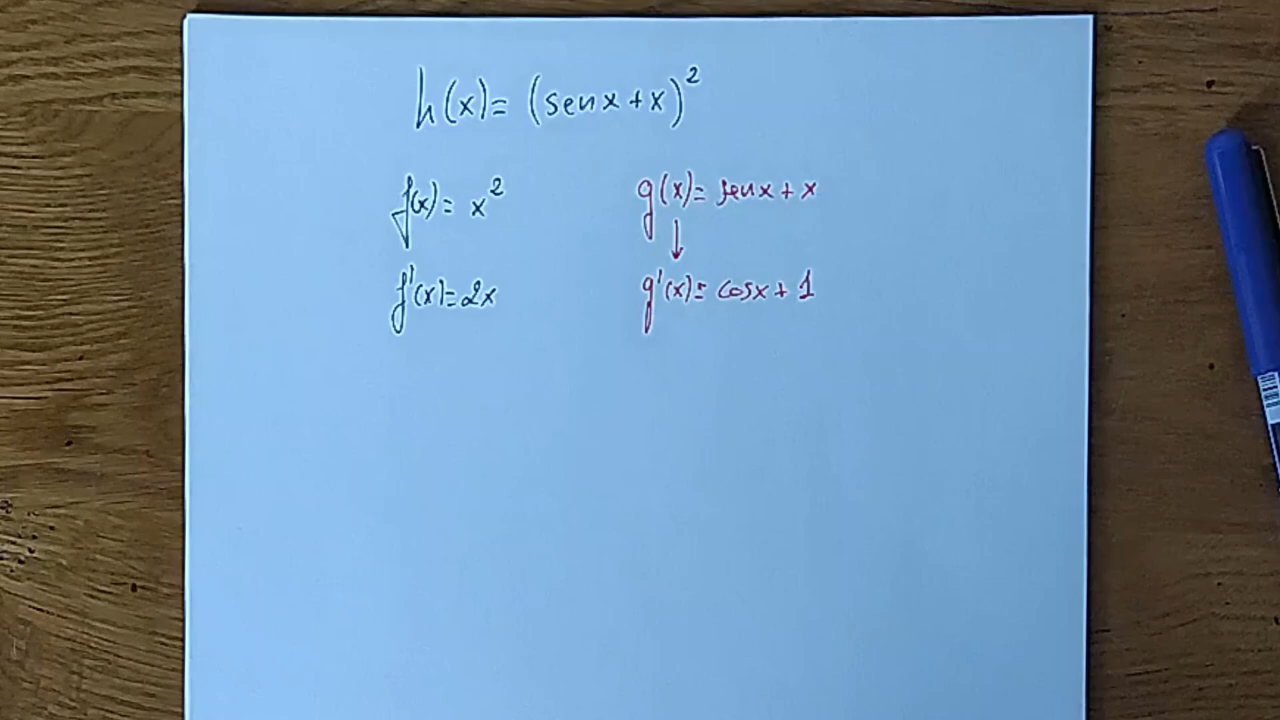 h(x)= (sen x + x)²
f(x)= x² g(x)= sen x + x
↓
f'(x)= 2x g'(x)= cos x + 1